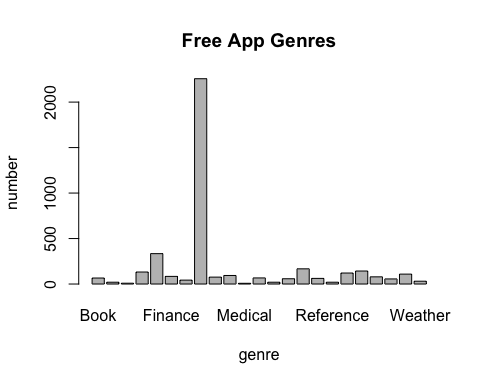 Free App Genres
number
2000
1000
500
0
Book Finance Medical Reference Weather
genre